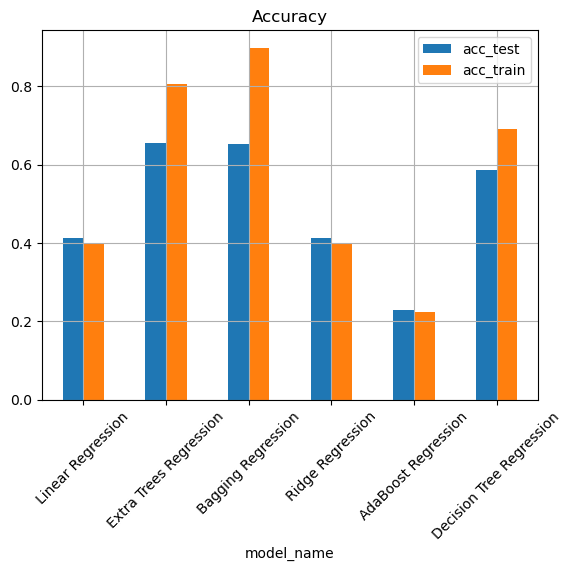 Accuracy
acc_test
acc_train
0.8
0.6
0.4
0.2
0.0
Linear Regression
Extra Trees Regression
Bagging Regression
Ridge Regression
AdaBoost Regression
Decision Tree Regression
model_name